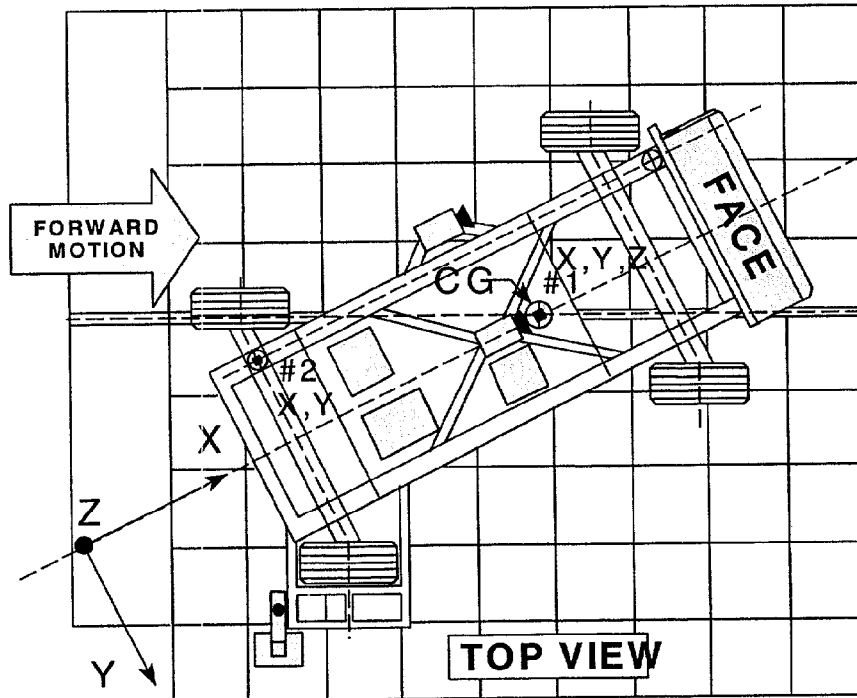 FORWARD
MOTION
FACE
X,Y,Z
CG
#1
#2
X,Y
X
Z
Y
TOP VIEW